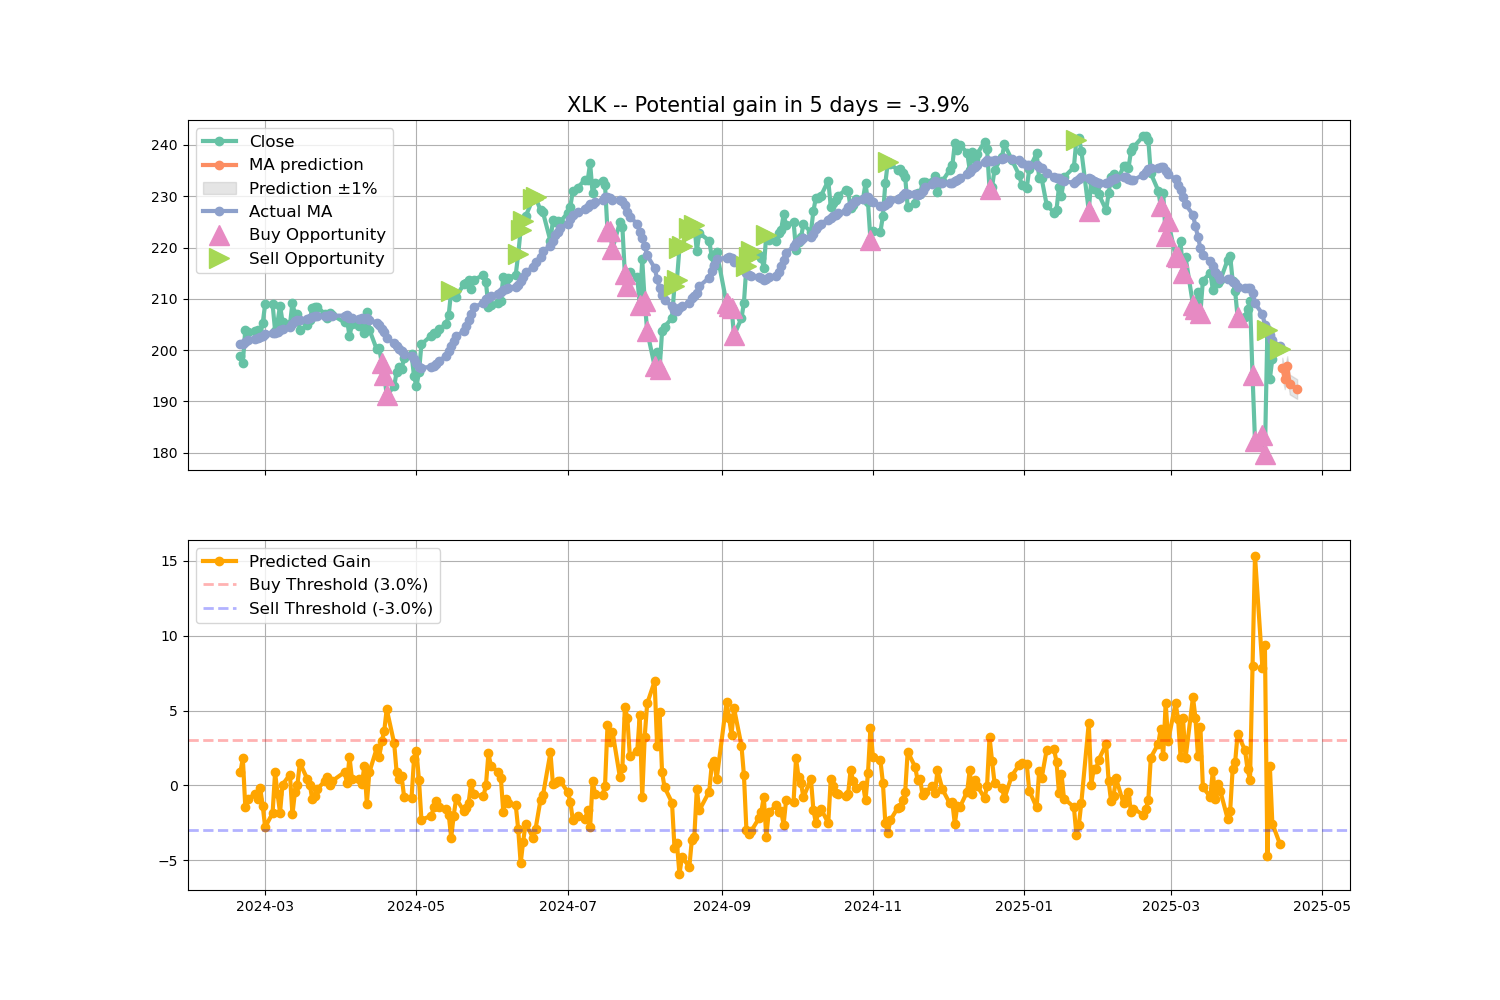 XLK -- Potential gain in 5 days = -3.9%
240
230
220
210
200
190
180
Close
MA prediction
Prediction ±1%
Actual MA
Buy Opportunity
Sell Opportunity
15
10
5
0
−5
Predicted Gain
Buy Threshold (3.0%)
Sell Threshold (-3.0%)
2024-03 2024-05 2024-07 2024-09 2024-11 2025-01 2025-03 2025-05